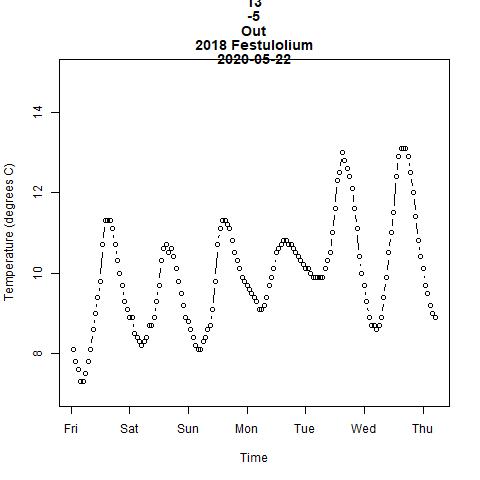 13
-5
Out
2018 Festulolium
2020-05-22
Temperature (degrees C)
14
12
10
8
Fri Sat Sun Mon Tue Wed Thu
Time